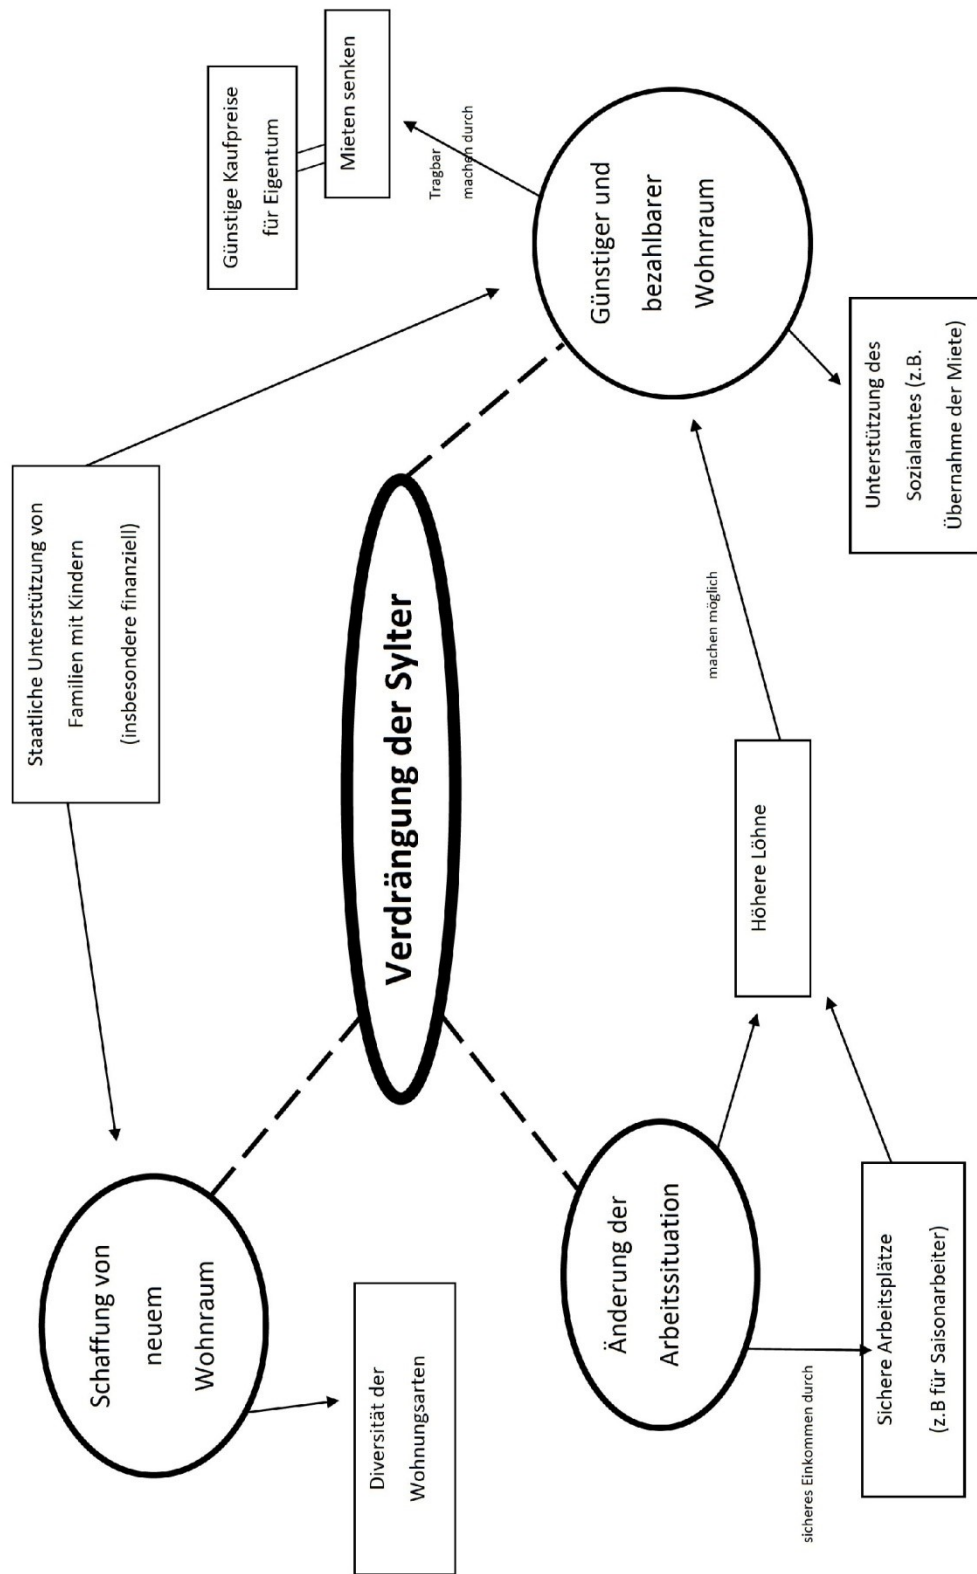 Staatliche Unterstützung von
Familien mit Kindern
(insbesondere finanziell)
Günstige Kaufpreise
für Eigentum
Mieten senken
Tragbar
machen durch
Schaffung von
neuem
Wohnraum
Diversität der
Wohnungsarten
Verdrängung der Sylter
Günstiger und
bezahlbarer
Wohnraum
Änderung der
Arbeitssituation
Höhere Löhne
machen möglich
sicheres Einkommen durch
Sichere Arbeitsplätze
(z.B für Saisonarbeiter)
Unterstützung des
Sozialamtes (z.B.
Übernahme der Miete)